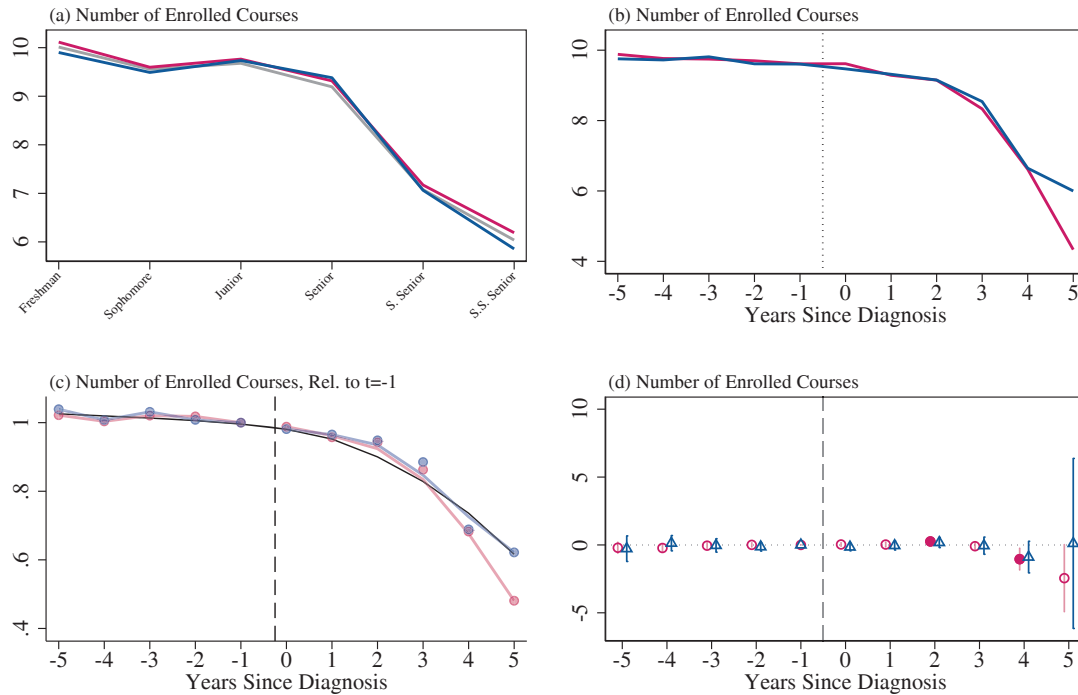 (a) Number of Enrolled Courses
10
9
8
7
6
Freshman
Sophomore
Junior
Senior
S. Senior
S.S. Senior
(b) Number of Enrolled Courses
10
8
6
4
-5 -4 -3 -2 -1 0 1 2 3 4 5
Years Since Diagnosis
(c) Number of Enrolled Courses, Rel. to t=-1
1
.8
.6
.4
-5 -4 -3 -2 -1 0 1 2 3 4 5
Years Since Diagnosis
(d) Number of Enrolled Courses
10
5
0
-5
-5 -4 -3 -2 -1 0 1 2 3 4 5
Years Since Diagnosis